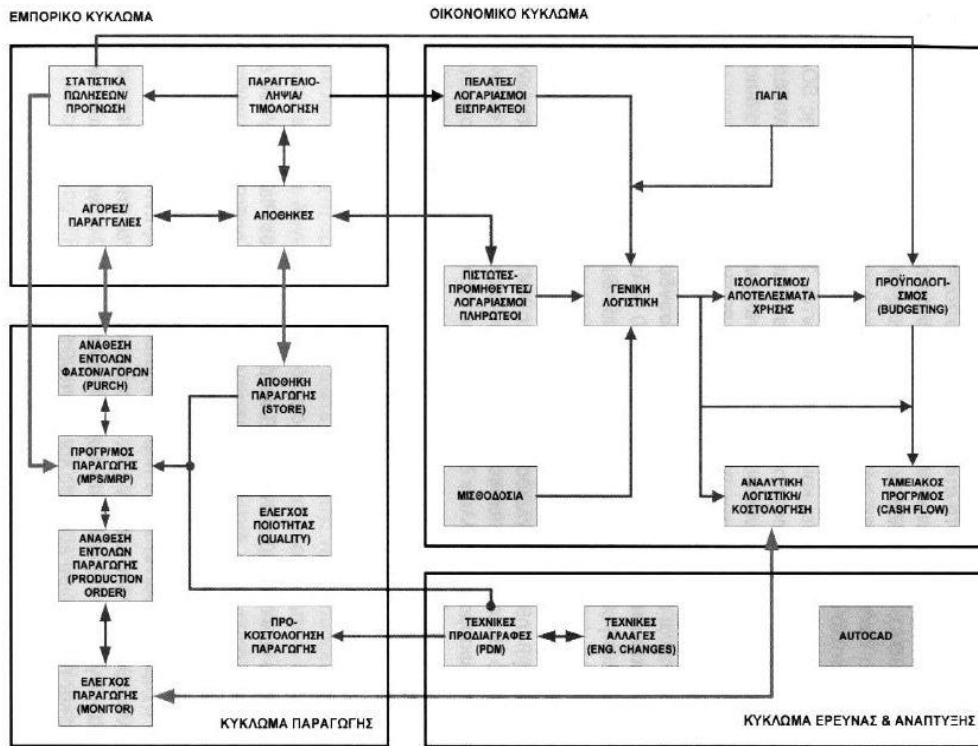 ΕΜΠΟΡΙΚΟ ΚΥΚΛΩΜΑ
ΟΙΚΟΝΟΜΙΚΟ ΚΥΚΛΩΜΑ
ΣΤΑΤΙΣΤΙΚΑ
ΠΩΛΗΣΕΩΝ/
ΠΡΟΓΝΩΣΗ
ΠΑΡΑΓΓΕΛΙΟ-
ΛΗΨΙΑ/
ΤΙΜΟΛΟΓΗΣΗ
ΠΕΛΑΤΕΣ/
ΛΟΓΑΡΙΑΣΜΟΙ
ΕΙΣΠΡΑΚΤΕΟΙ
ΠΑΓΙΑ
ΑΓΟΡΕΣ/
ΠΑΡΑΓΓΕΛΙΕΣ
ΑΠΟΘΗΚΕΣ
ΠΙΣΤΩΤΕΣ-
ΠΡΟΜΗΘΕΥΤΕΣ/
ΛΟΓΑΡΙΑΣΜΟΙ
ΠΛΗΡΩΤΕΟΙ
ΓΕΝΙΚΗ
ΛΟΓΙΣΤΙΚΗ
ΙΣΟΛΟΓΙΣΜΟΣ/
ΑΠΟΤΕΛΕΣΜΑΤΑ
ΧΡΗΣΗΣ
ΠΡΟΫΠΟΛΟΓΙ-
ΣΜΟΣ
(BUDGETING)
ΑΝΑΘΕΣΗ
ΕΝΤΟΛΩΝ
ΦΑΣΟΝ/ΑΓΟΡΩΝ
(PURCH)
ΑΠΟΘΗΚΗ
ΠΑΡΑΓΩΓΗΣ
(STORE)
ΠΡΟΓΡ/ΜΟΣ
ΠΑΡΑΓΩΓΗΣ
(MPS/MRP)
ΜΙΣΘΟΔΟΣΙΑ
ΑΝΑΛΥΤΙΚΗ
ΛΟΓΙΣΤΙΚΗ/
ΚΟΣΤΟΛΟΓΗΣΗ
ΤΑΜΕΙΑΚΟΣ
ΠΡΟΓΡ/ΜΟΣ
(CASH FLOW)
ΕΛΕΓΧΟΣ
ΠΟΙΟΤΗΤΑΣ
(QUALITY)
ΑΝΑΘΕΣΗ
ΕΝΤΟΛΩΝ
ΠΑΡΑΓΩΓΗΣ
(PRODUCTION
ORDER)
ΠΡΟ-
ΚΟΣΤΟΛΟΓΗΣΗ
ΠΑΡΑΓΩΓΗΣ
ΤΕΧΝΙΚΕΣ
ΠΡΟΔΙΑΓΡΑΦΕΣ
(PDM)
ΤΕΧΝΙΚΕΣ
ΑΛΛΑΓΕΣ
(ENG. CHANGES)
AUTOCAD
ΕΛΕΓΧΟΣ
ΠΑΡΑΓΩΓΗΣ
(MONITOR)
ΚΥΚΛΩΜΑ ΠΑΡΑΓΩΓΗΣ
ΚΥΚΛΩΜΑ ΕΡΕΥΝΑΣ & ΑΝΑΠΤΥΞΗΣ